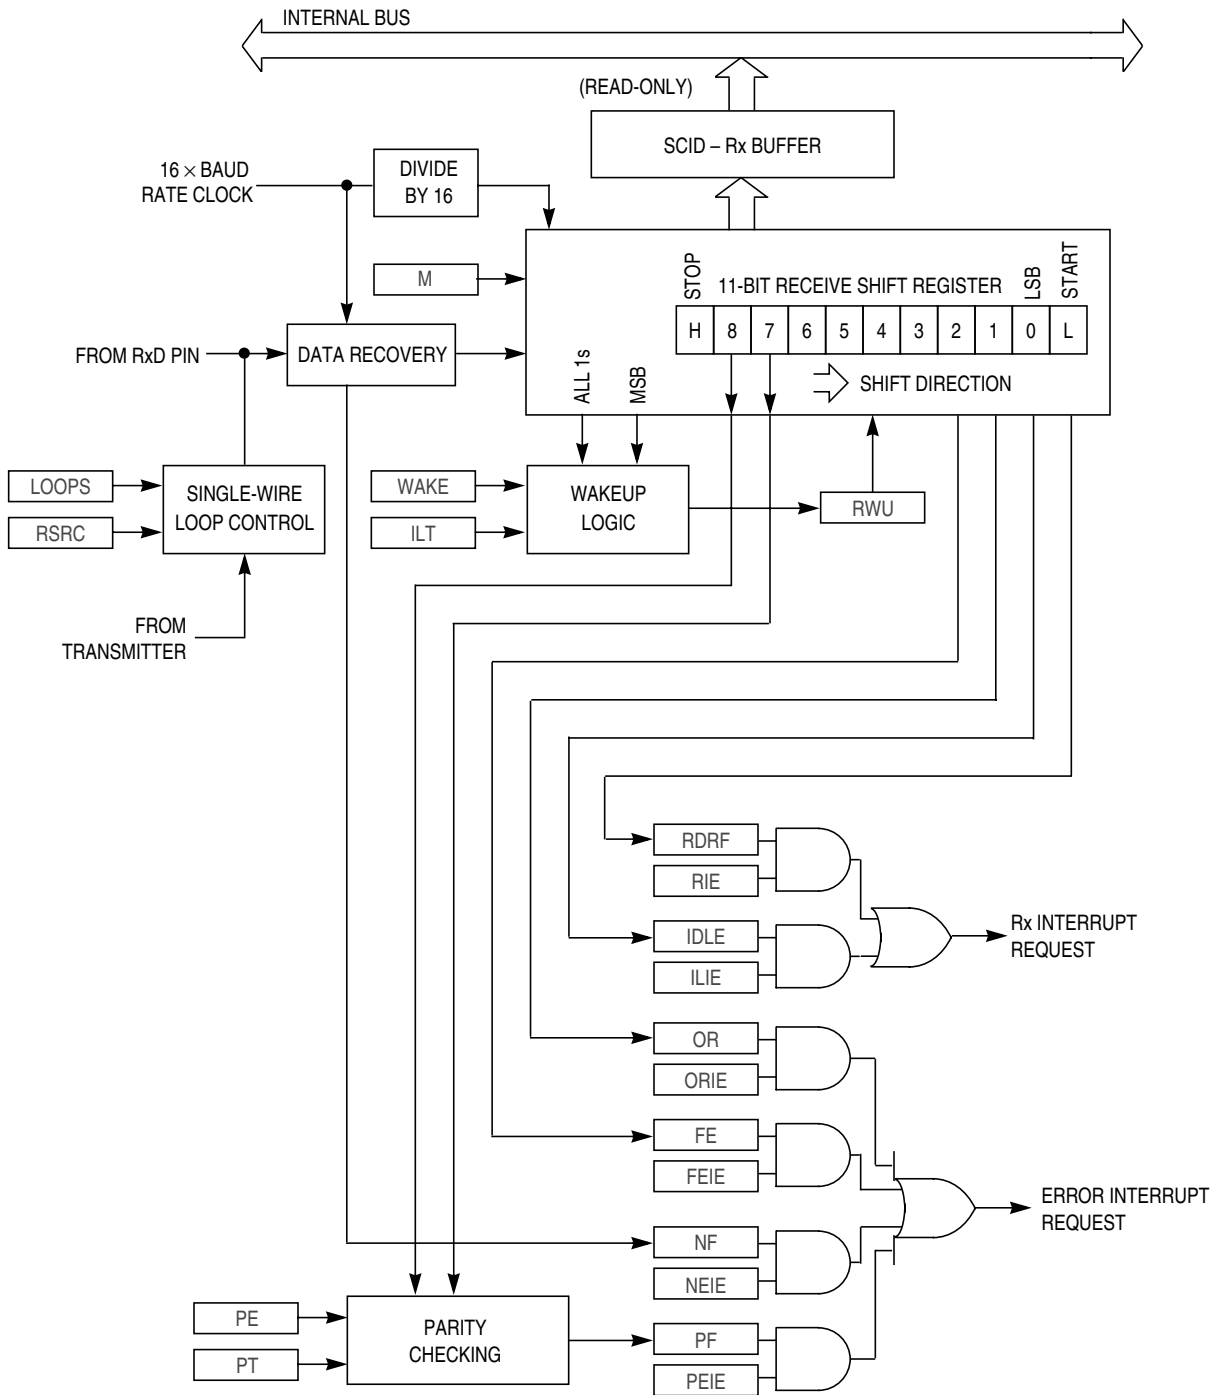 INTERNAL BUS
(READ-ONLY)
SCID – Rx BUFFER
16 × BAUD
RATE CLOCK
DIVIDE
BY 16
M
STOP
11-BIT RECEIVE SHIFT REGISTER
LSB
START
H 8 7 6 5 4 3 2 1 0 L
FROM RxD PIN
DATA RECOVERY
ALL 1s
MSB
SHIFT DIRECTION
LOOPS
RSRC
SINGLE-WIRE
LOOP CONTROL
WAKE
ILT
WAKEUP
LOGIC
RWU
FROM
TRANSMITTER
RDRF
RIE
IDLE
ILIE
Rx INTERRUPT
REQUEST
OR
ORIE
FE
FEIE
ERROR INTERRUPT
REQUEST
NF
NEIE
PE
PT
PARITY
CHECKING
PF
PEIE